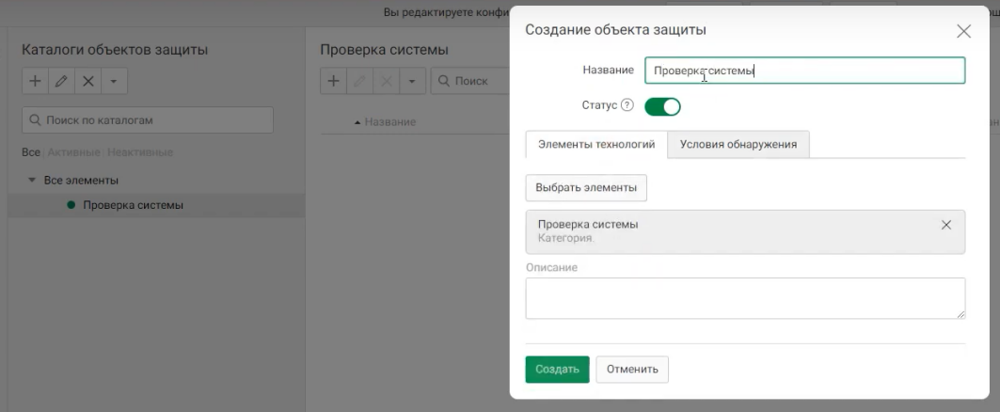 Вы редактируете конфи
Каталоги объектов защиты
Поиск по каталогам
Все Активные Неактивные
Все элементы
Проверка системы
Проверка системы
Поиск
Название
Создание объекта защиты
Название
Проверка системы
Статус ?
Элементы технологий
Условия обнаружения
Выбрать элементы
Проверка системы
Категория
Описание
Создать
Отменить